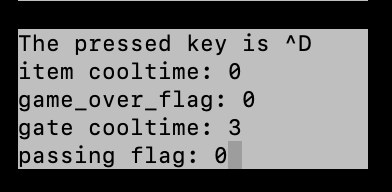 The pressed key is ^D
item cooltime: 0
game_over_flag: 0
gate cooltime: 3
passing flag: 0